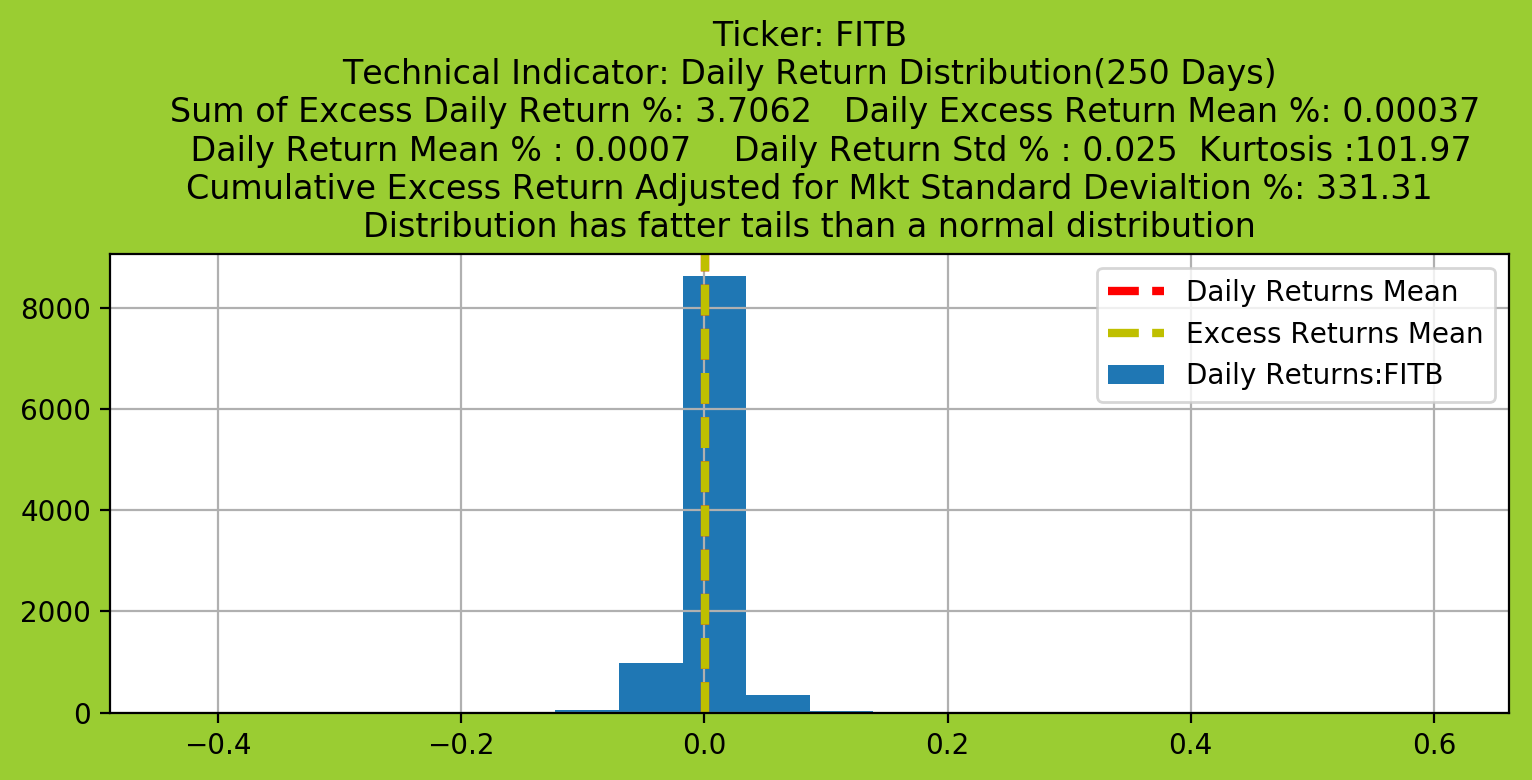 Ticker: FITB
Technical Indicator: Daily Return Distribution(250 Days)
Sum of Excess Daily Return %: 3.7062   Daily Excess Return Mean %: 0.00037
Daily Return Mean % : 0.0007    Daily Return Std % : 0.025  Kurtosis :101.97
Cumulative Excess Return Adjusted for Mkt Standard Devialtion %: 331.31
Distribution has fatter tails than a normal distribution
Daily Returns Mean
Excess Returns Mean
Daily Returns:FITB
8000
6000
4000
2000
0
−0.4 −0.2 0.0 0.2 0.4 0.6